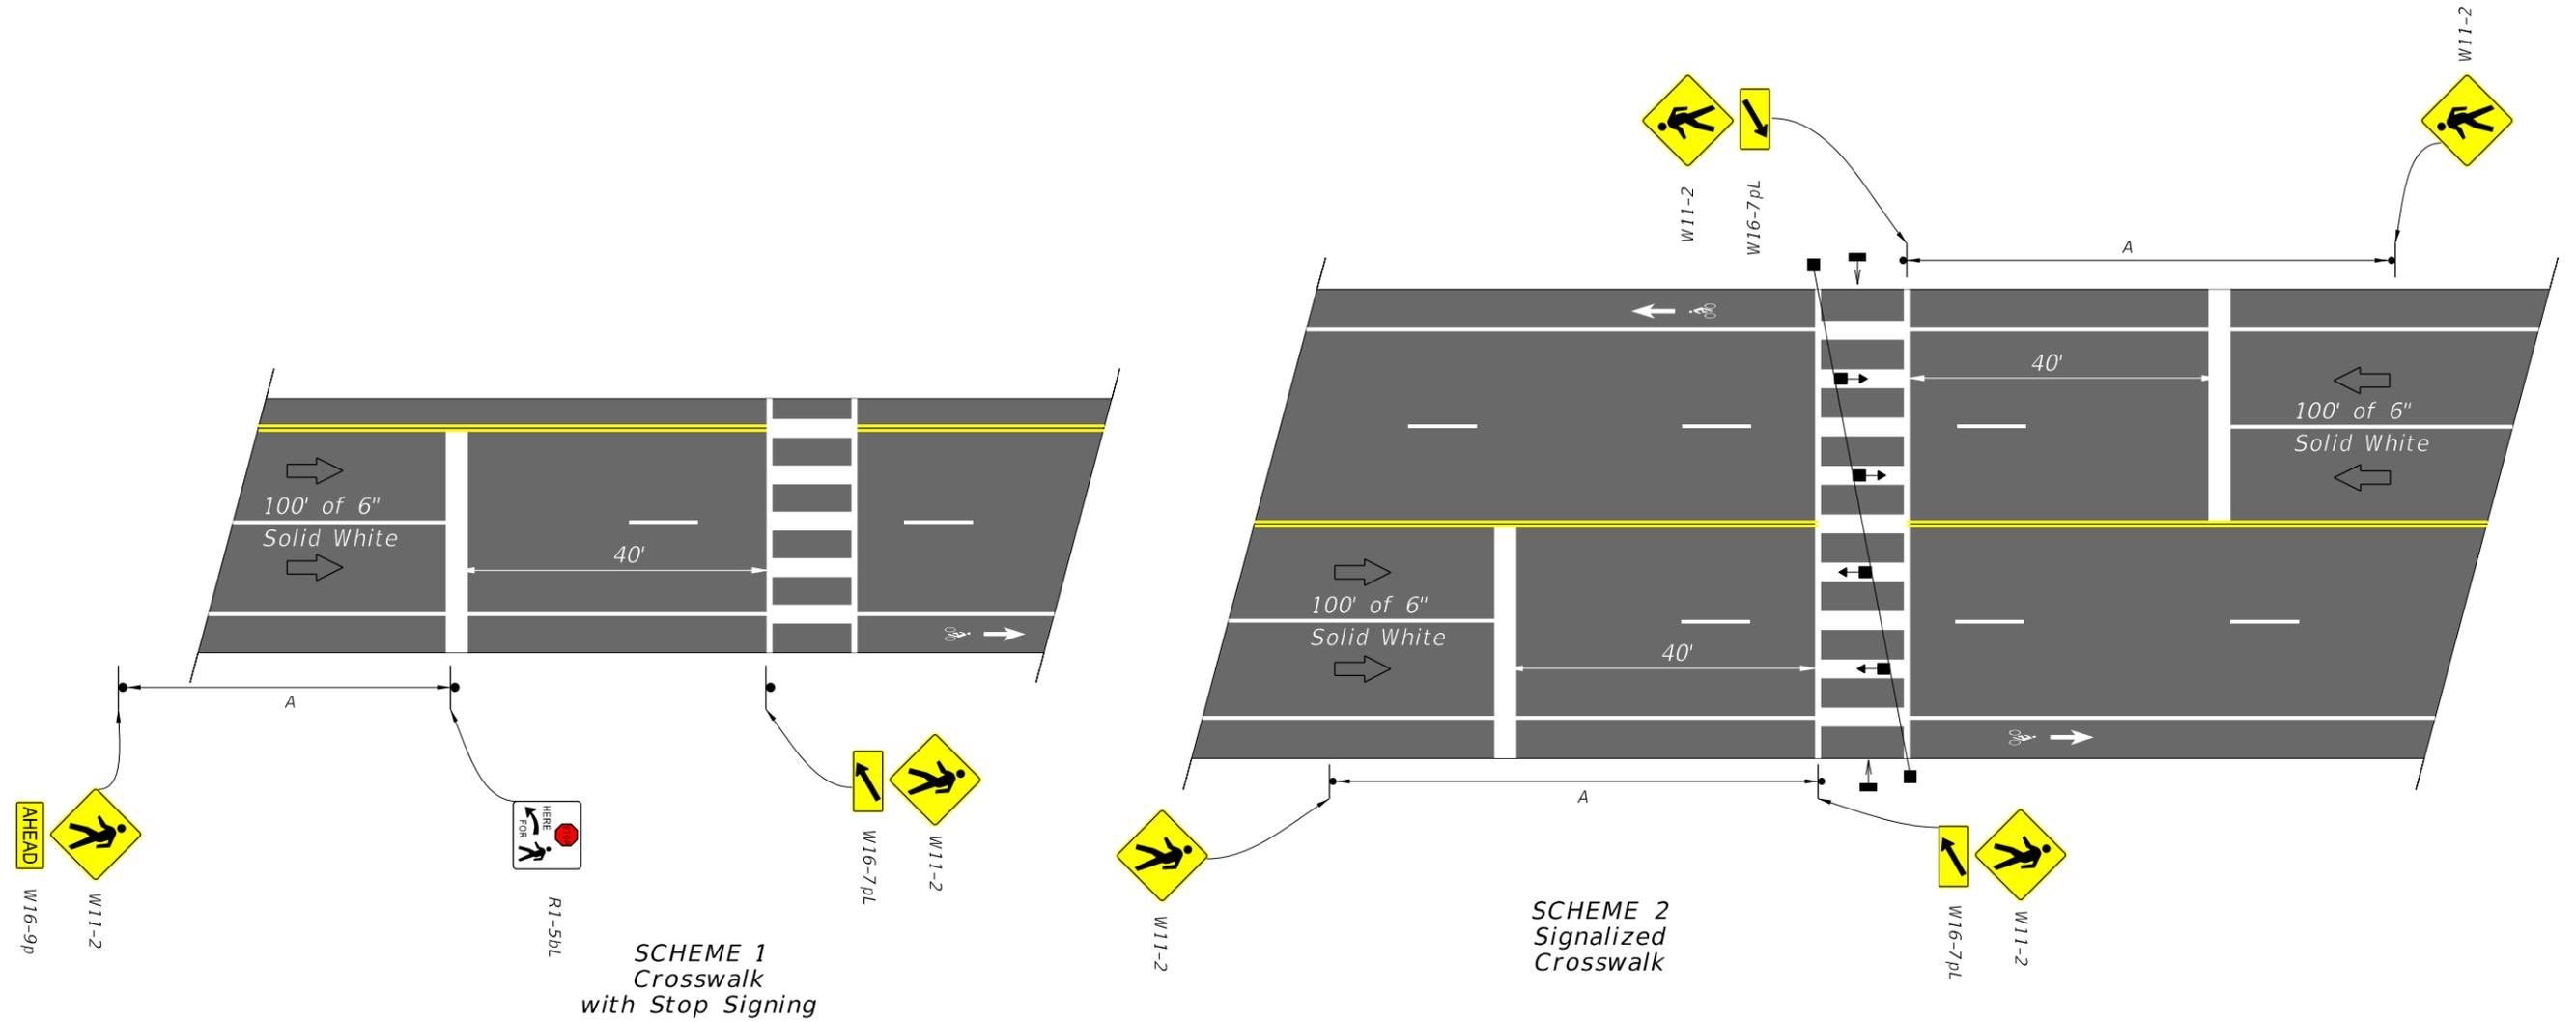 W11-2
W11-2
W16-7pL
A
40'
100' of 6"
Solid White
100' of 6"
Solid White
40'
A
AHEAD
W16-9p
W11-2
STOP
HERE
FOR
R1-5bL
W16-7pL
W11-2
SCHEME 1
Crosswalk
with Stop Signing
100' of 6"
Solid White
40'
A
W11-2
W16-7pL
W11-2
SCHEME 2
Signalized
Crosswalk